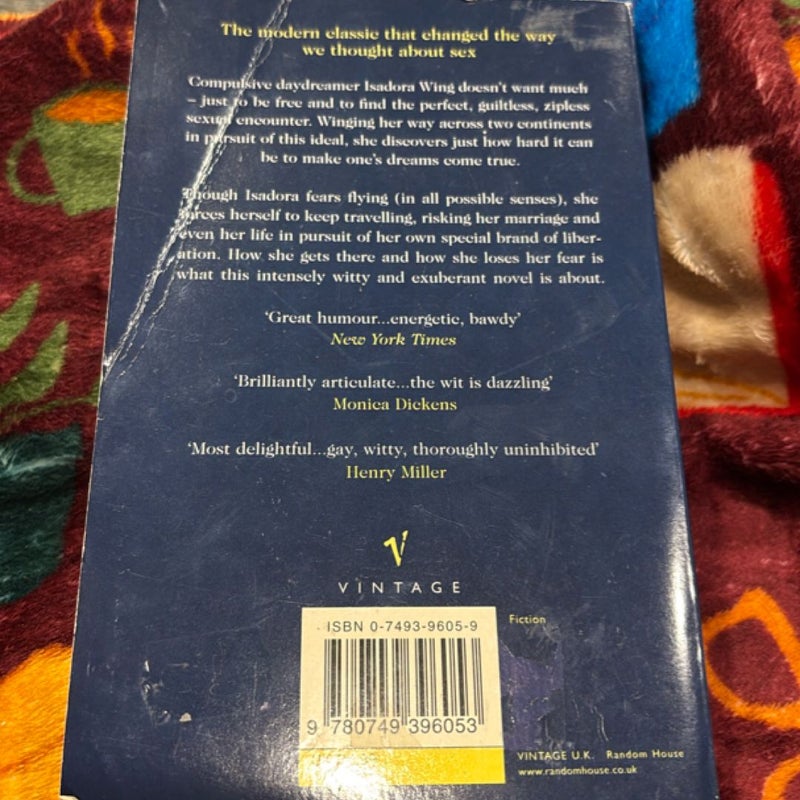 The modern classic that changed the way
we thought about sex
Compulsive daydreamer Isadora Wing doesn't want much
– just to be free and to find the perfect, guiltless, zipless
sexual encounter. Winging her way across two continents
in pursuit of this ideal, she discovers just how hard it can
be to make one's dreams come true.
Though Isadora fears flying (in all possible senses), she
forces herself to keep travelling, risking her marriage and
even her life in pursuit of her own special brand of liber-
ation. How she gets there and how she loses her fear is
what this intensely witty and exuberant novel is about.
'Great humour...energetic, bawdy'
New York Times
'Brilliantly articulate...the wit is dazzling'
Monica Dickens
'Most delightful...gay, witty, thoroughly uninhibited'
Henry Miller
V
VINTAGE
ISBN 0-7493-9605-9
Fiction
9 780749 396053
VINTAGE U.K. Random House
www.randomhouse.co.uk